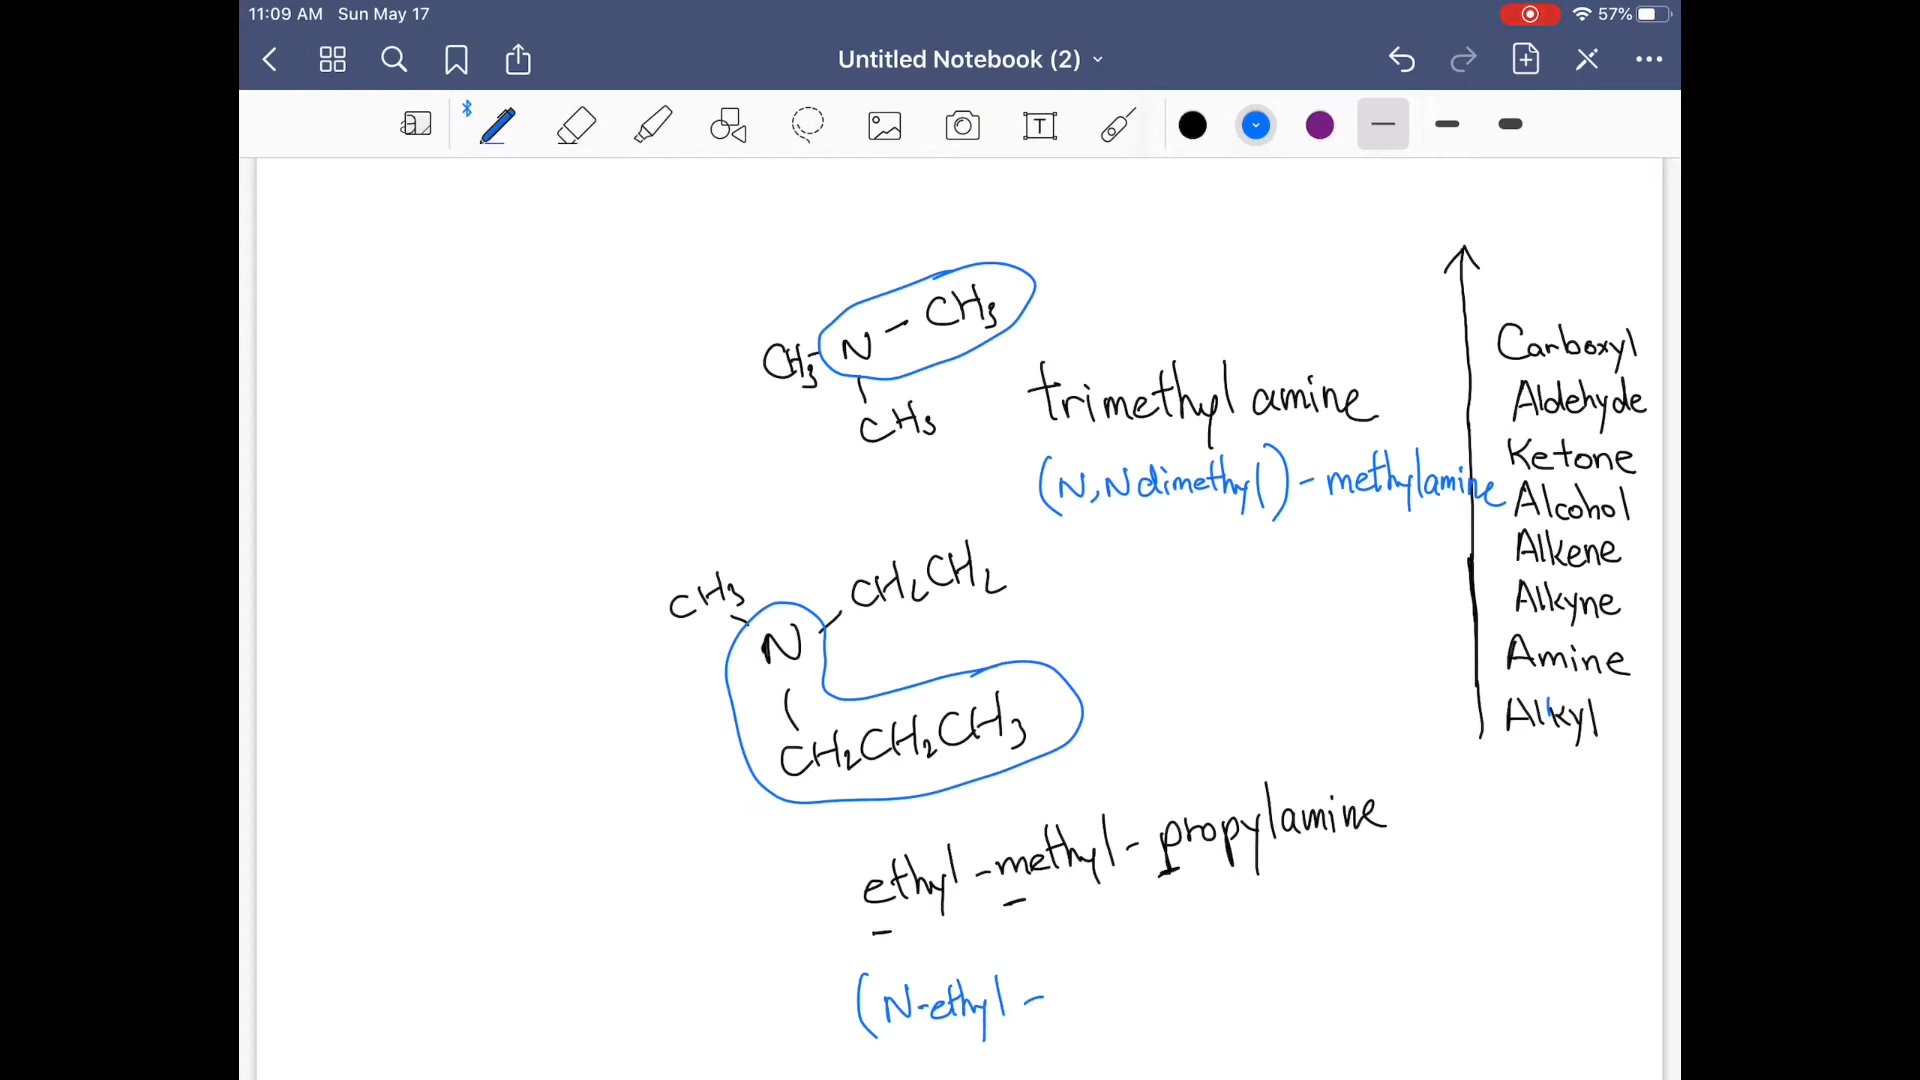 11:09 AM Sun May 17 57%
Untitled Notebook (2)
N - CH3
CH3-
CH3
trimethyl amine
(N,N dimethyl) - methylamine
Carboxyl
Aldehyde
Ketone
Alcohol
Alkene
Alkyne
Amine
Alkyl
CH3
CH2CH2
N
CH2CH2CH3
ethyl - methyl - propylamine
(N-ethyl -